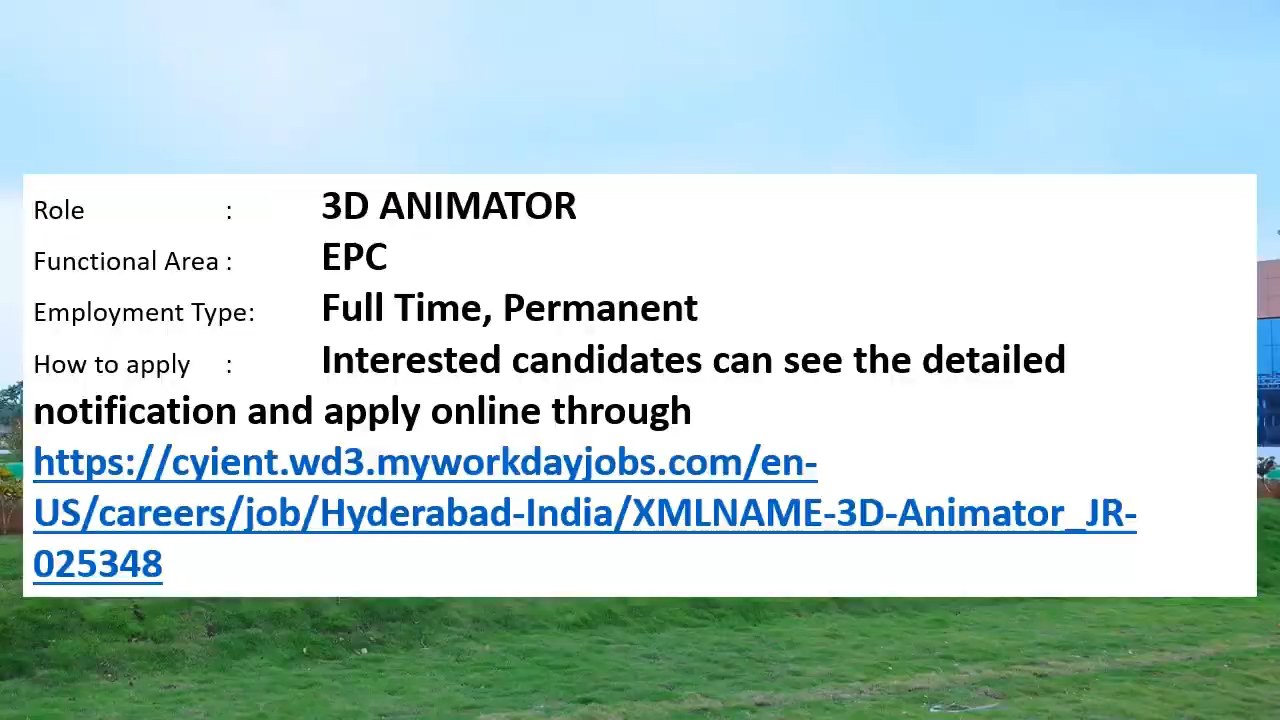 Role : 3D ANIMATOR
Functional Area : EPC
Employment Type: Full Time, Permanent
How to apply : Interested candidates can see the detailed
notification and apply online through
https://cyient.wd3.myworkdayjobs.com/en-
US/careers/job/Hyderabad-India/XMLNAME-3D-Animator_JR-
025348